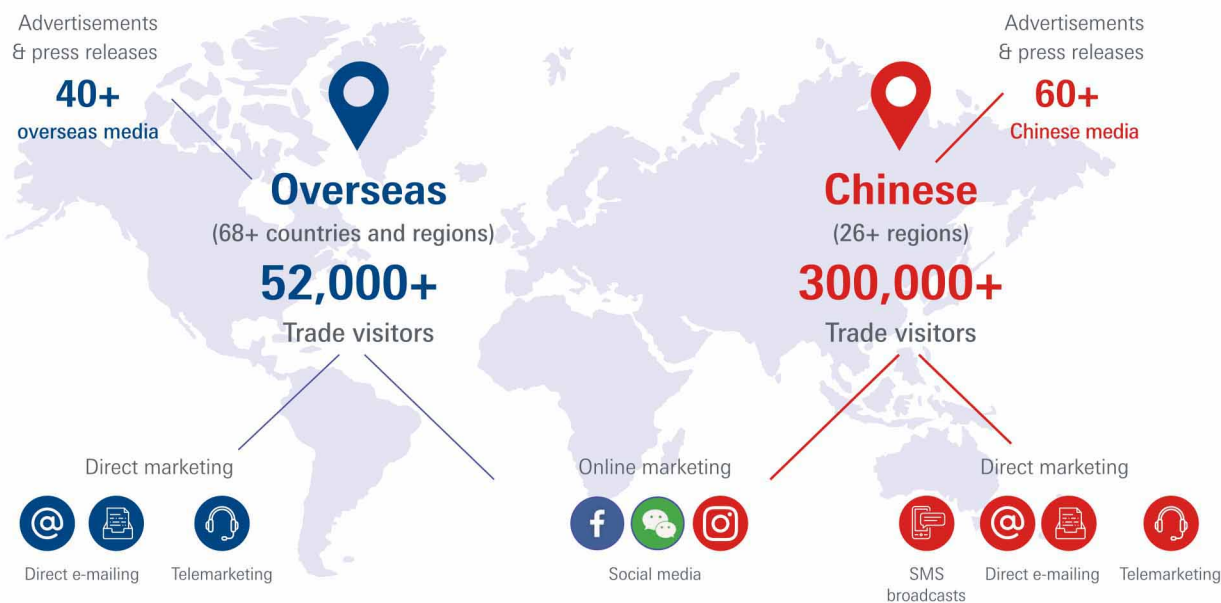 Advertisements
& press releases
40+
overseas media
Overseas
(68+ countries and regions)
52,000+
Trade visitors
Advertisements
& press releases
60+
Chinese media
Chinese
(26+ regions)
300,000+
Trade visitors
Direct marketing
Direct e-mailing
Telemarketing
Online marketing
Social media
Direct marketing
SMS
broadcasts
Direct e-mailing
Telemarketing